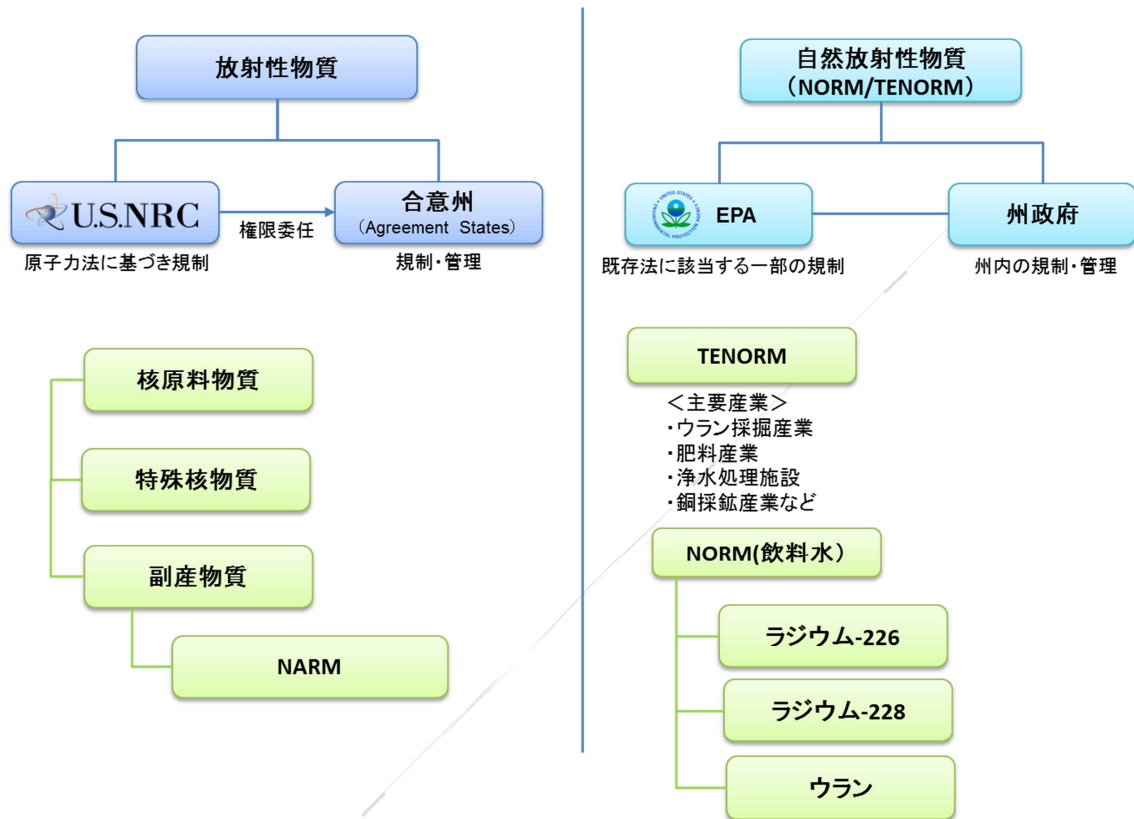 放射性物質
U.S.NRC
権限委任
合意州
(Agreement States)
原子力法に基づき規制
規制・管理
核原料物質
特殊核物質
副産物質
NARM
自然放射性物質
(NORM/TENORM)
UNITED STATES
ENVIRONMENTAL PROTECTION AGENCY
EPA
州政府
既存法に該当する一部の規制
州内の規制・管理
TENORM
＜主要産業＞
・ウラン採掘産業
・肥料産業
・浄水処理施設
・銅採鉱産業など
NORM(飲料水)
ラジウム-226
ラジウム-228
ウラン